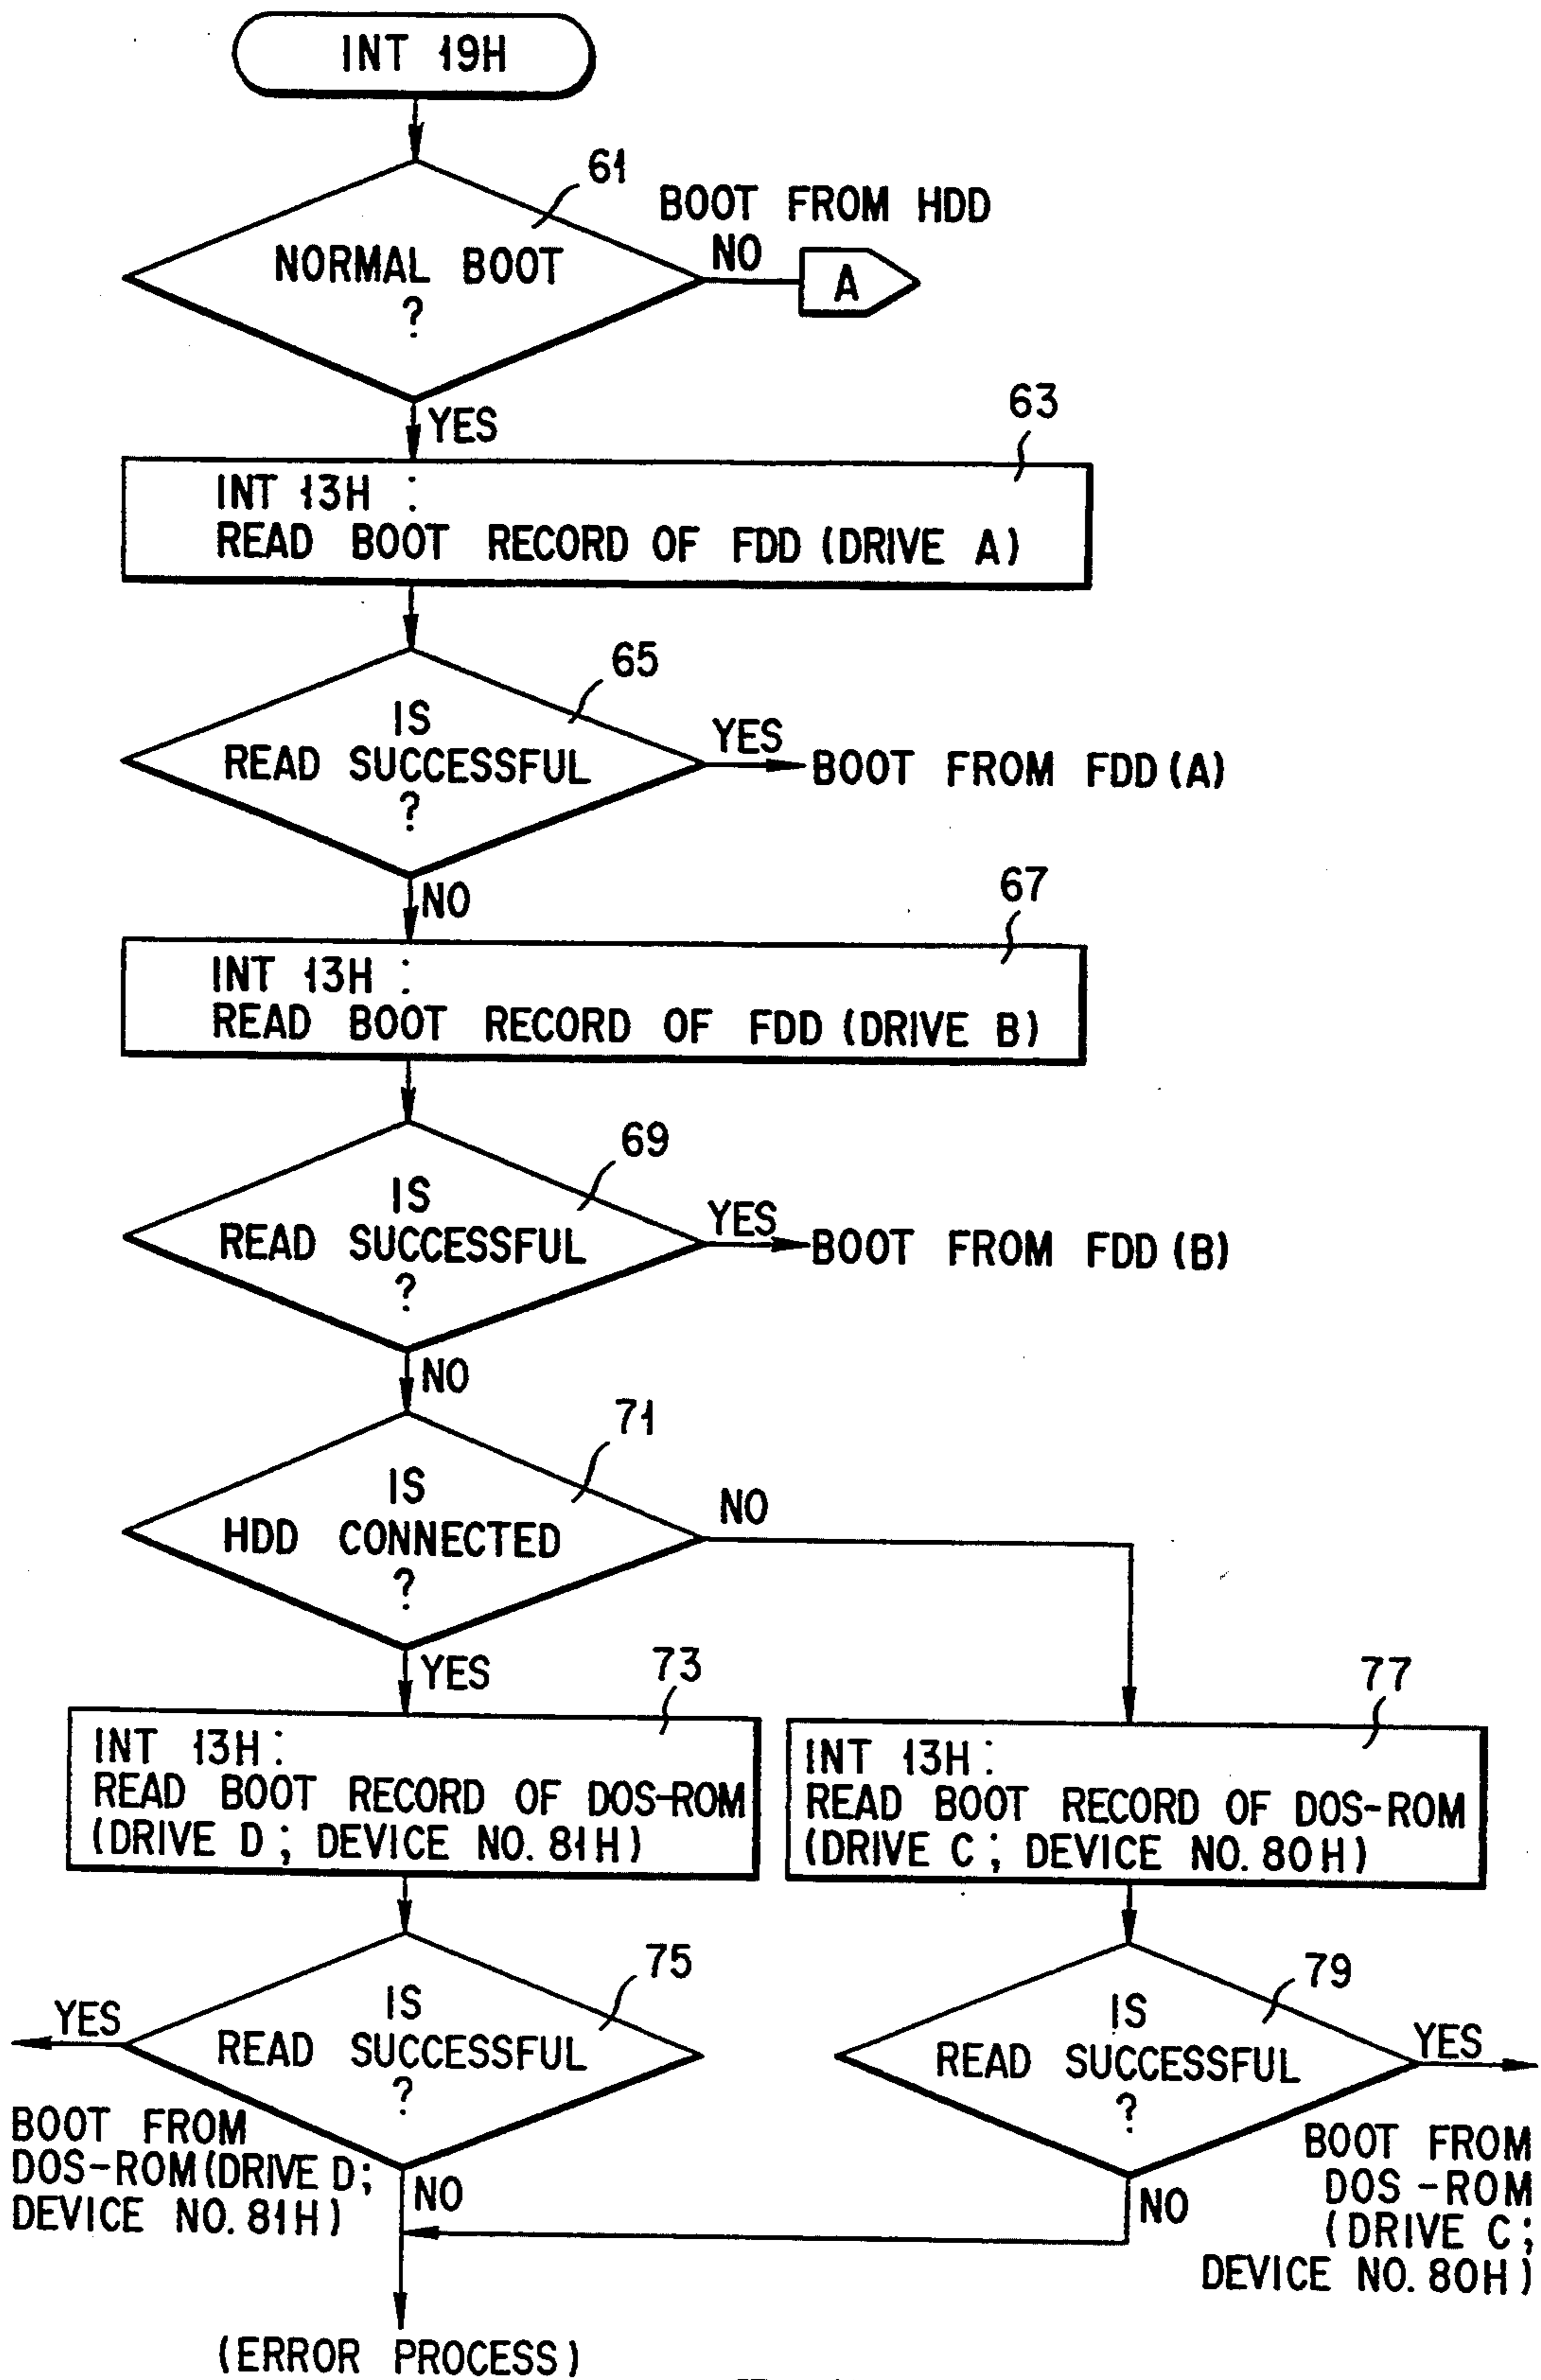 INT 19H
61
BOOT FROM HDD
NORMAL BOOT
?
NO
A
YES
63
INT 13H :
READ BOOT RECORD OF FDD (DRIVE A)
65
IS
READ SUCCESSFUL
?
YES
BOOT FROM FDD (A)
NO
67
INT 13H :
READ BOOT RECORD OF FDD (DRIVE B)
69
IS
READ SUCCESSFUL
?
YES
BOOT FROM FDD (B)
NO
71
IS
HDD CONNECTED
?
NO
YES
73
INT 13H :
READ BOOT RECORD OF DOS-ROM
(DRIVE D ; DEVICE NO. 81H)
77
INT 13H :
READ BOOT RECORD OF DOS-ROM
(DRIVE C ; DEVICE NO. 80H)
75
IS
READ SUCCESSFUL
?
YES
BOOT FROM
DOS-ROM (DRIVE D;
DEVICE NO. 81H)
NO
79
IS
READ SUCCESSFUL
?
YES
BOOT FROM
DOS-ROM
(DRIVE C;
DEVICE NO. 80H)
NO
(ERROR PROCESS)